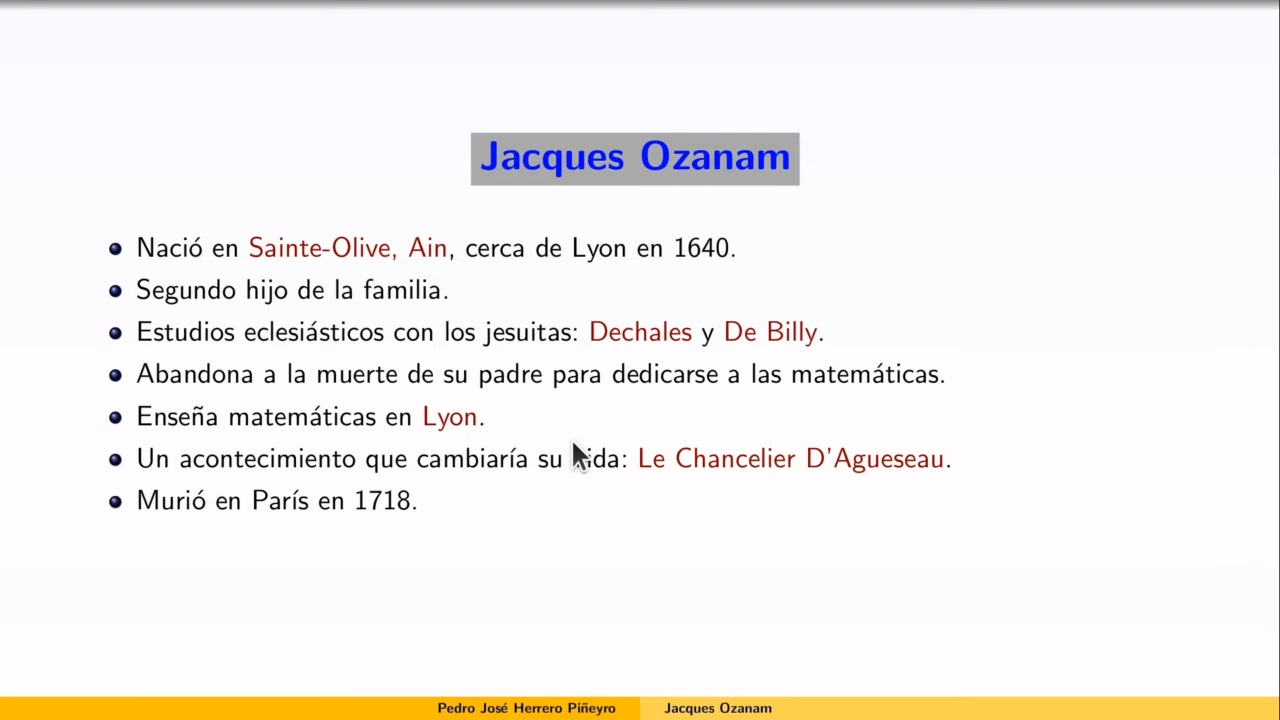 Jacques Ozanam
Nació en Sainte-Olive, Ain, cerca de Lyon en 1640.
Segundo hijo de la familia.
Estudios eclesiásticos con los jesuitas: Dechales y De Billy.
Abandona a la muerte de su padre para dedicarse a las matemáticas.
Enseña matemáticas en Lyon.
Un acontecimiento que cambiaría su vida: Le Chancelier D'Agueseau.
Murió en París en 1718.
Pedro José Herrero Piñeyro Jacques Ozanam